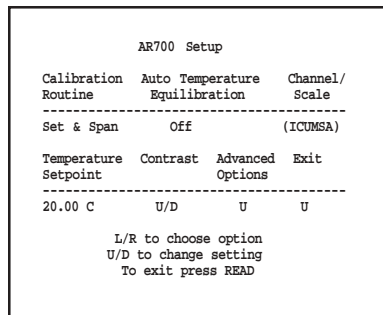 AR700 Setup
Calibration Auto Temperature Channel/
Routine Equilibration Scale
----------------------------------------
Set & Span Off (ICUMSA)
Temperature Contrast Advanced Exit
Setpoint Options
----------------------------------------
20.00 C U/D U U
L/R to choose option
U/D to change setting
To exit press READ